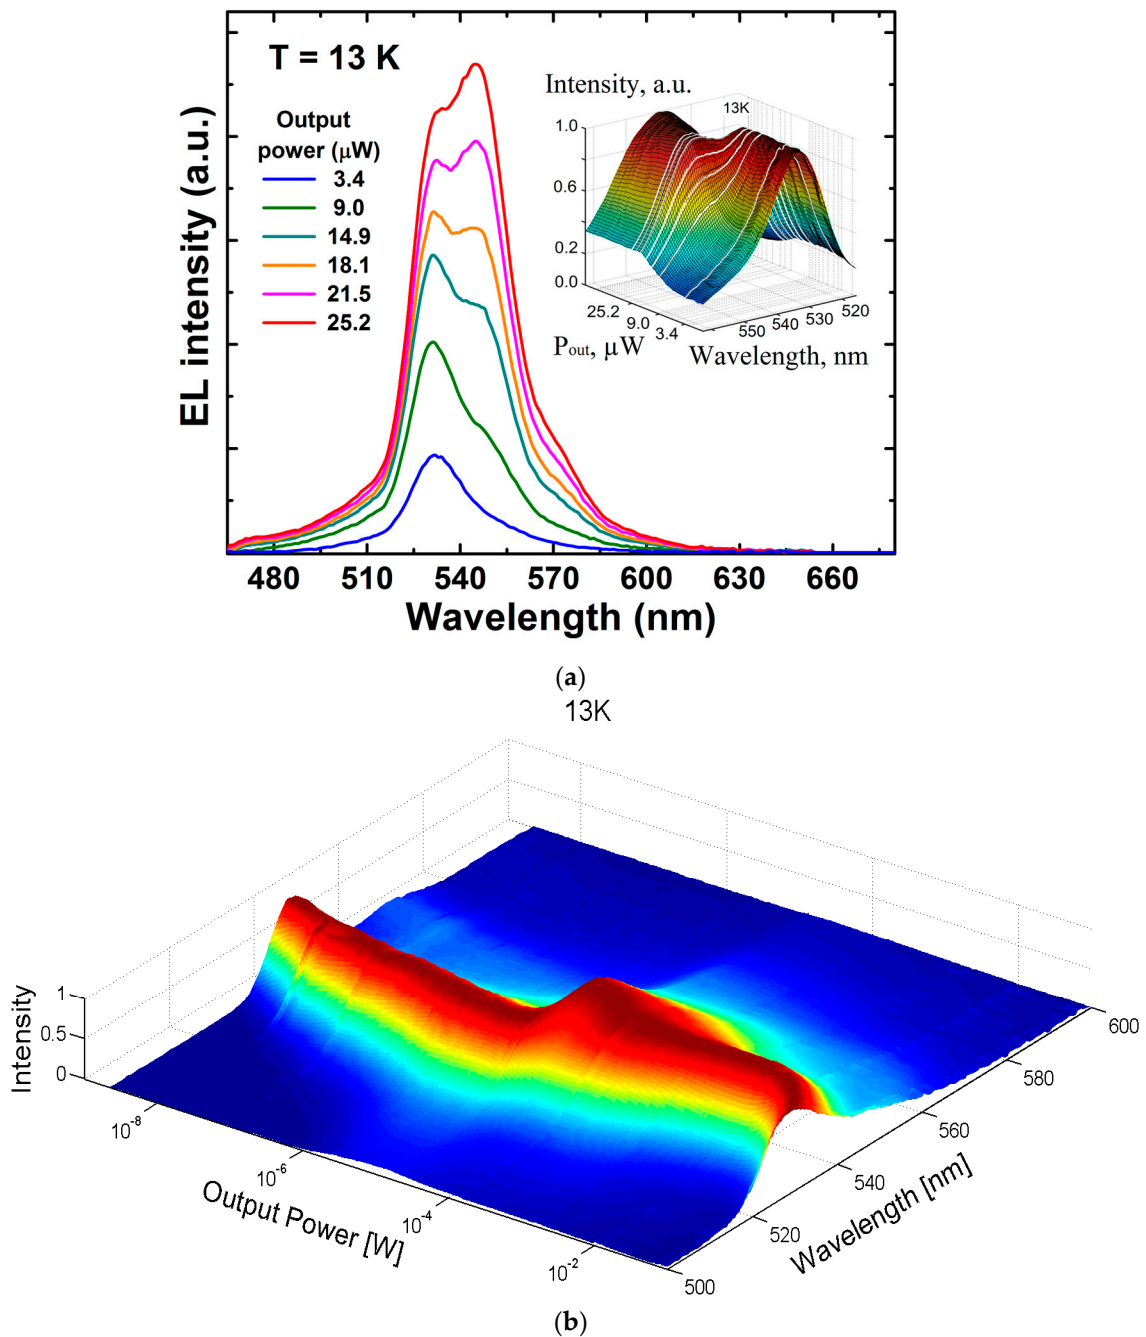 T = 13 K
Output
power (μW)
3.4
9.0
14.9
18.1
21.5
25.2
EL intensity (a.u.)
480 510 540 570 600 630 660
Wavelength (nm)
Intensity, a.u.
13K
1.0
0.6
0.2
0.0
25.2
9.0
3.4
550 540 530 520
Pout, μW
Wavelength, nm
(a)
13K
Intensity
1
0.5
0
10-8
10-6
10-4
10-2
Output Power [W]
500
520
540
560
580
600
Wavelength [nm]
(b)